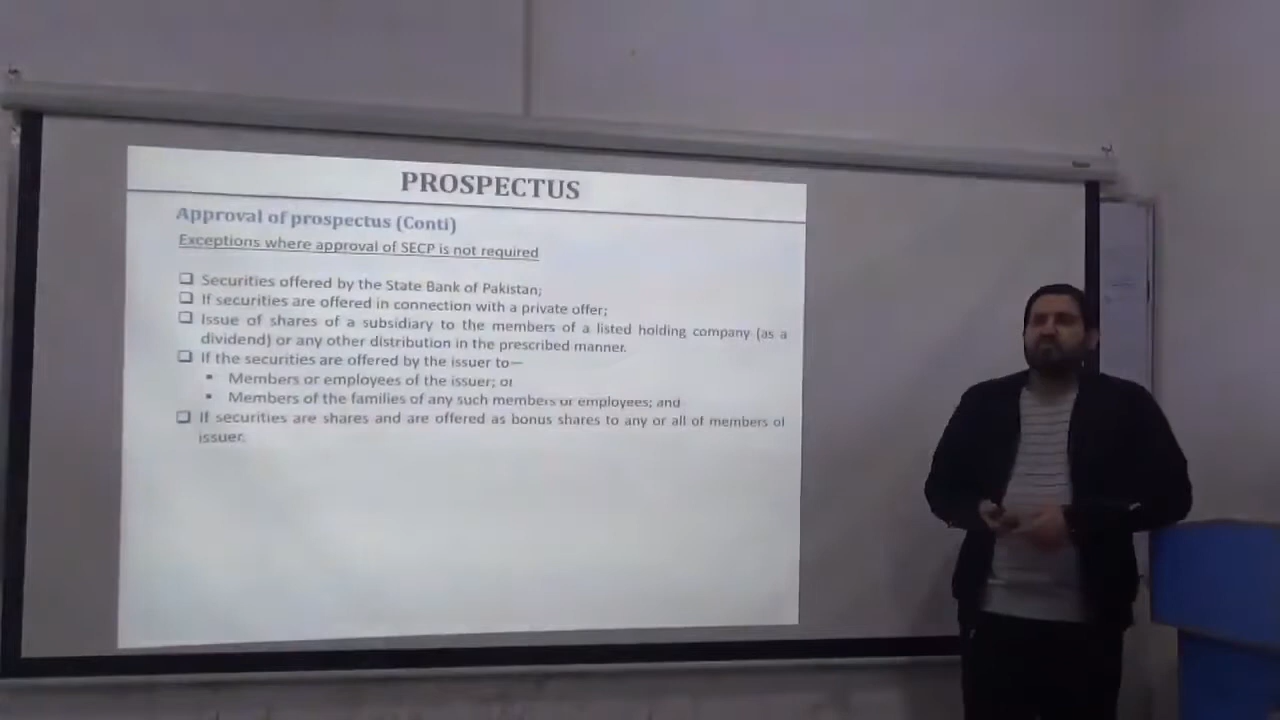 PROSPECTUS
Approval of prospectus (Conti)
Exceptions where approval of SECP is not required
Securities offered by the State Bank of Pakistan;
If securities are offered in connection with a private offer;
Issue of shares of a subsidiary to the members of a listed holding company (as a
dividend) or any other distribution in the prescribed manner.
If the securities are offered by the issuer to—
Members or employees of the issuer; or
Members of the families of any such members or employees; and
If securities are shares and are offered as bonus shares to any or all of members of
issuer.